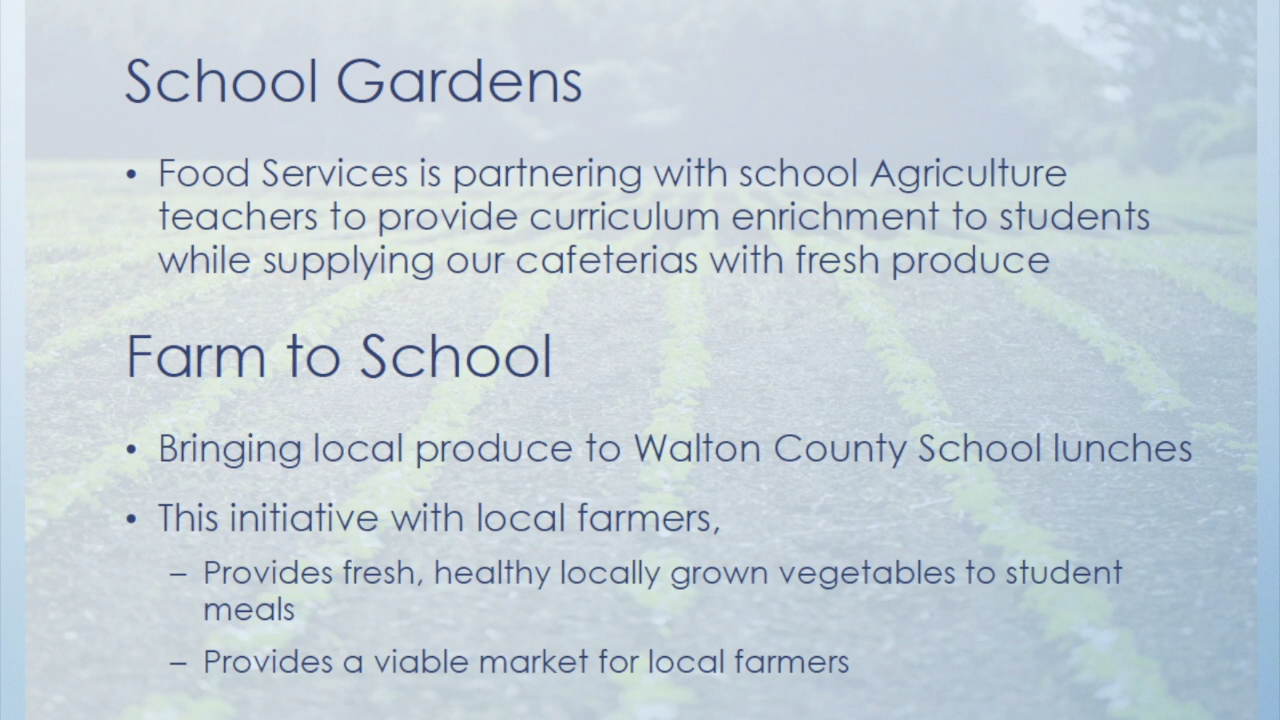 School Gardens
• Food Services is partnering with school Agriculture
teachers to provide curriculum enrichment to students
while supplying our cafeterias with fresh produce
Farm to School
• Bringing local produce to Walton County School lunches
• This initiative with local farmers,
– Provides fresh, healthy locally grown vegetables to student
meals
– Provides a viable market for local farmers